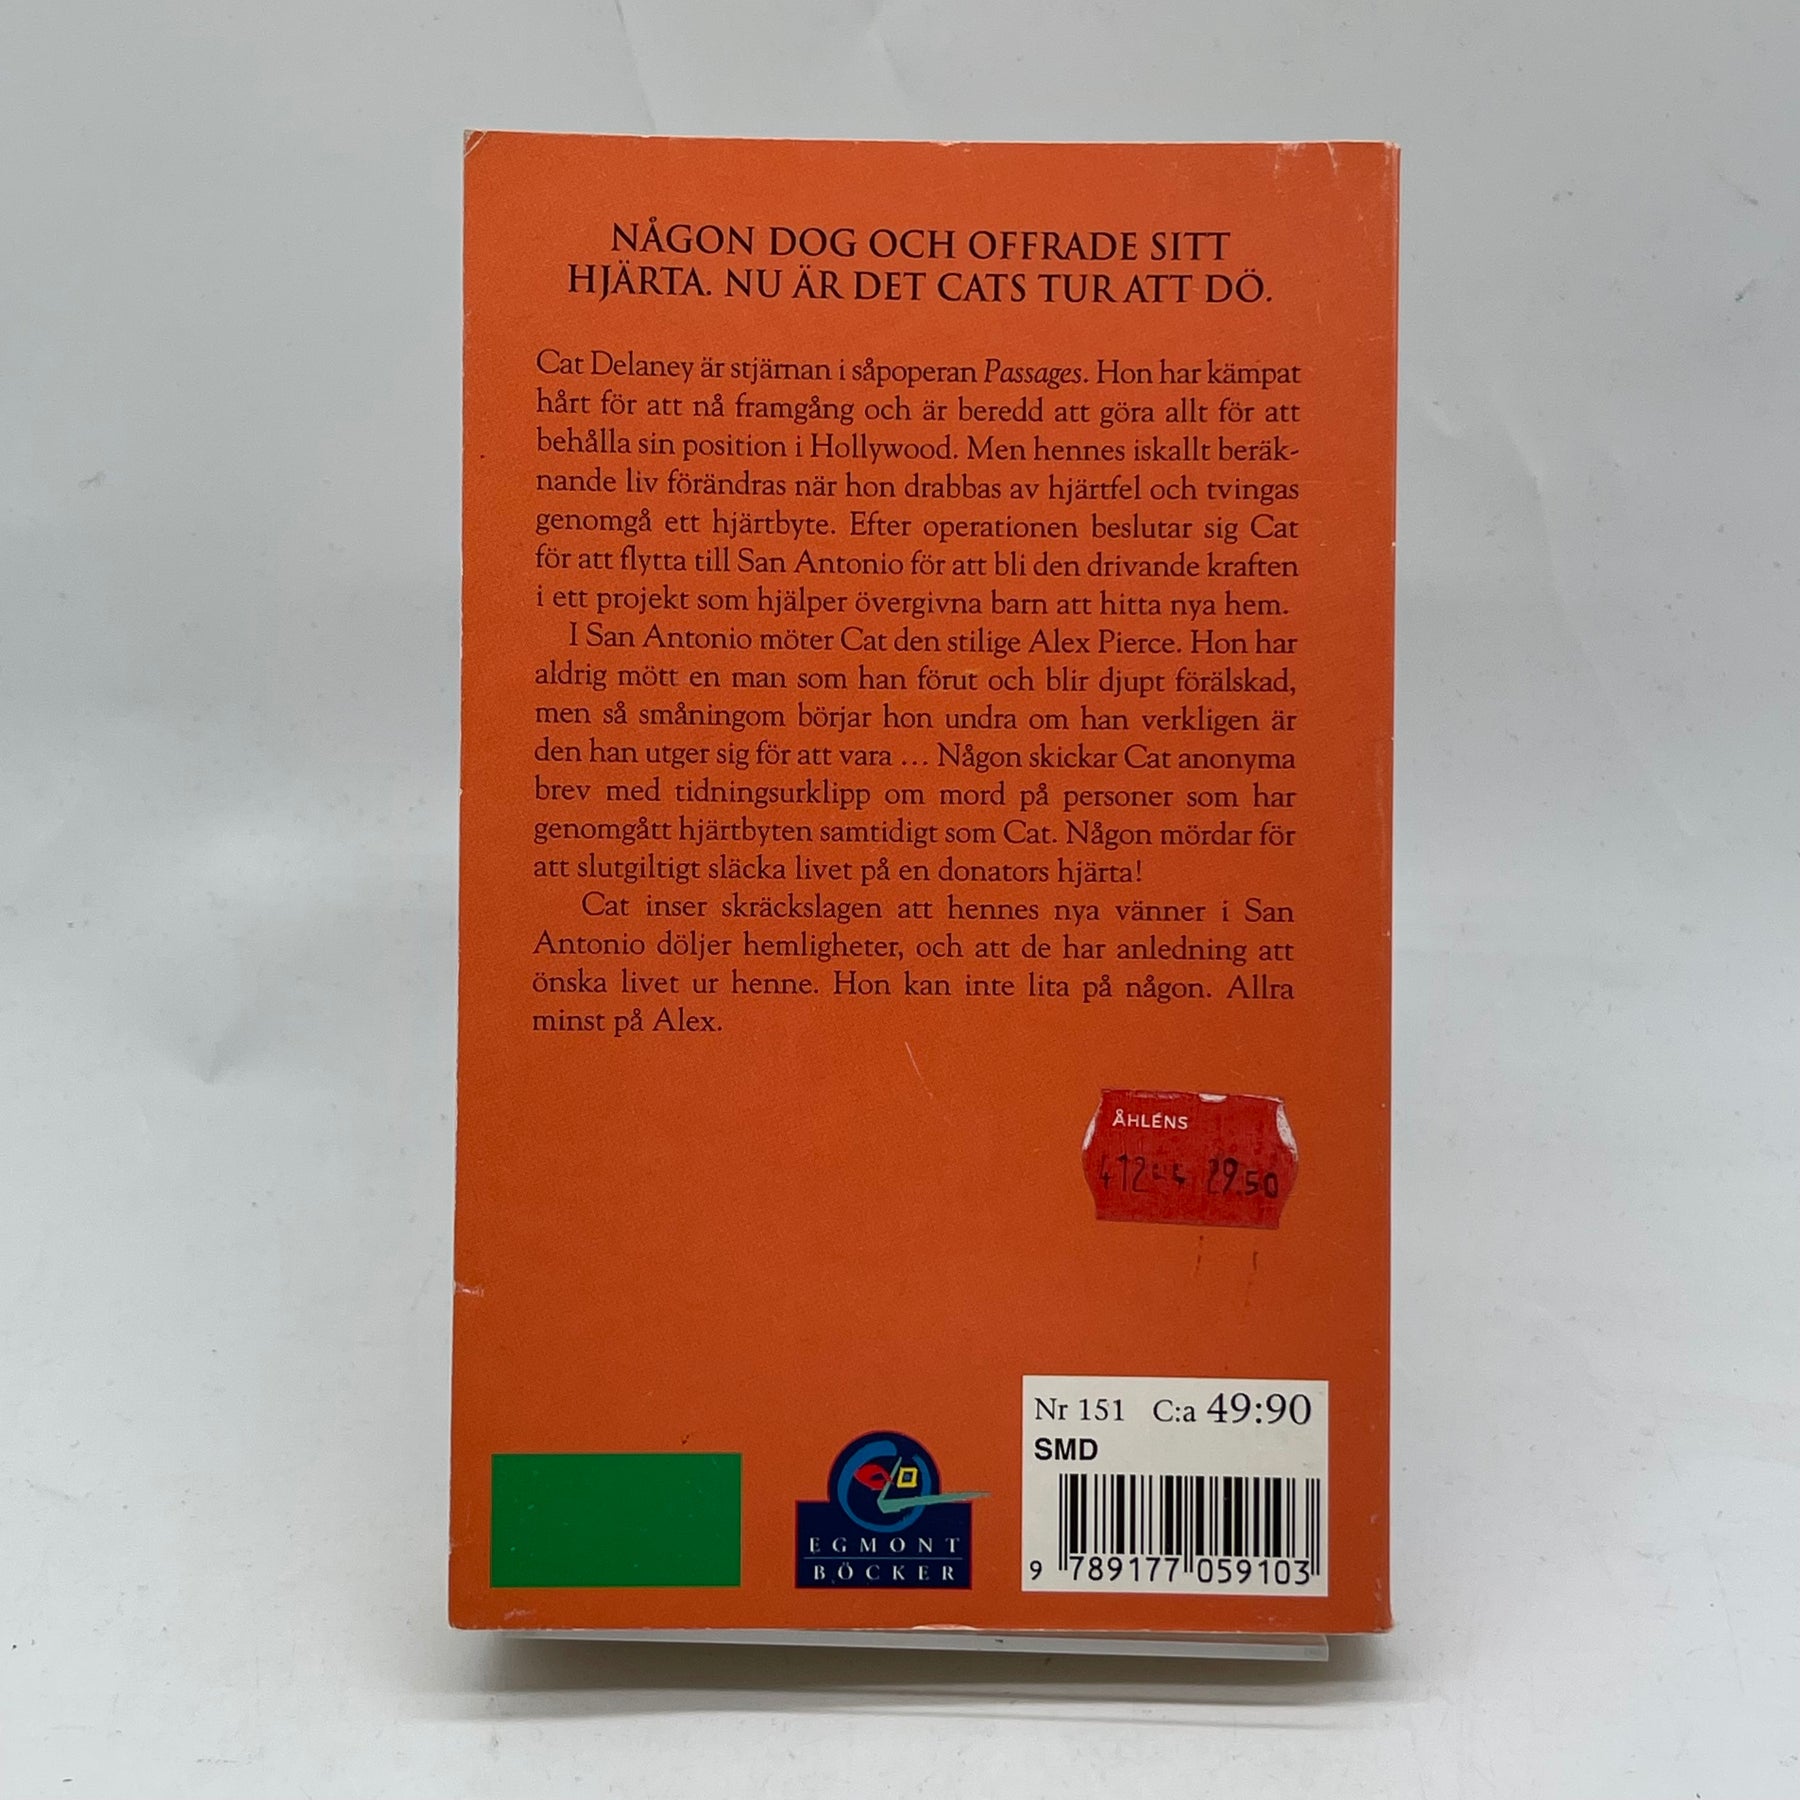 NÅGON DOG OCH OFFRADE SITT
HJÄRTA. NU ÄR DET CATS TUR ATT DÖ.
Cat Delaney är stjärnan i såpoperan Passages. Hon har kämpat
hårt för att nå framgång och är beredd att göra allt för att
behålla sin position i Hollywood. Men hennes iskallt beräk-
nande liv förändras när hon drabbas av hjärtfel och tvingas
genomgå ett hjärtbyte. Efter operationen beslutar sig Cat
för att flytta till San Antonio för att bli den drivande kraften
i ett projekt som hjälper övergivna barn att hitta nya hem.
I San Antonio möter Cat den stilige Alex Pierce. Hon har
aldrig mött en man som han förut och blir djupt förälskad,
men så småningom börjar hon undra om han verkligen är
den han utger sig för att vara ... Någon skickar Cat anonyma
brev med tidningsurklipp om mord på personer som har
genomgått hjärtbyten samtidigt som Cat. Någon mördar för
att slutgiltigt släcka livet på en donators hjärta!
Cat inser skräckslagen att hennes nya vänner i San
Antonio döljer hemligheter, och att de har anledning att
önska livet ur henne. Hon kan inte lita på någon. Allra
minst på Alex.
ÅHLÉNS
29.50
Nr 151 C:a 49:90
SMD
9 789177 059103
EGMONT
BÖCKER